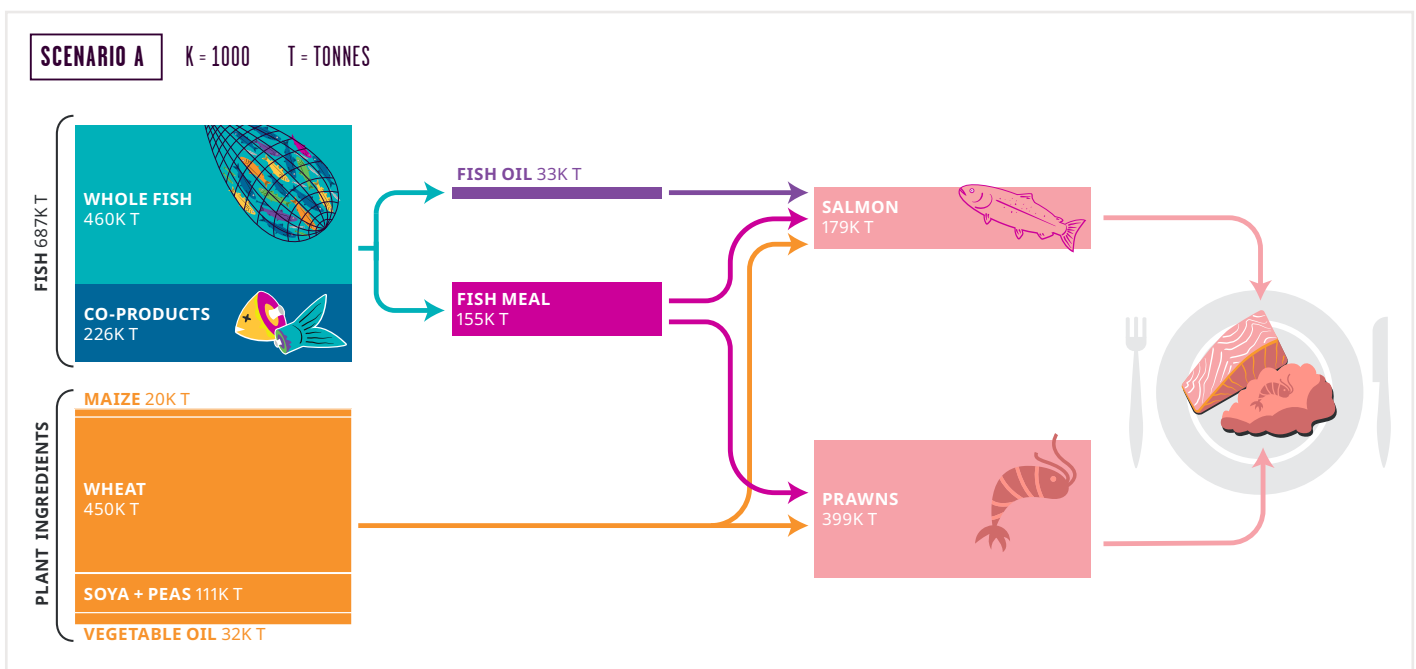 SCENARIO A K = 1000 T = TONNES
FISH 687K T
WHOLE FISH
460K T
CO-PRODUCTS
226K T
FISH OIL 33K T
FISH MEAL
155K T
SALMON
179K T
PLANT INGREDIENTS
MAIZE 20K T
WHEAT
450K T
SOYA + PEAS 111K T
VEGETABLE OIL 32K T
PRAWNS
399K T